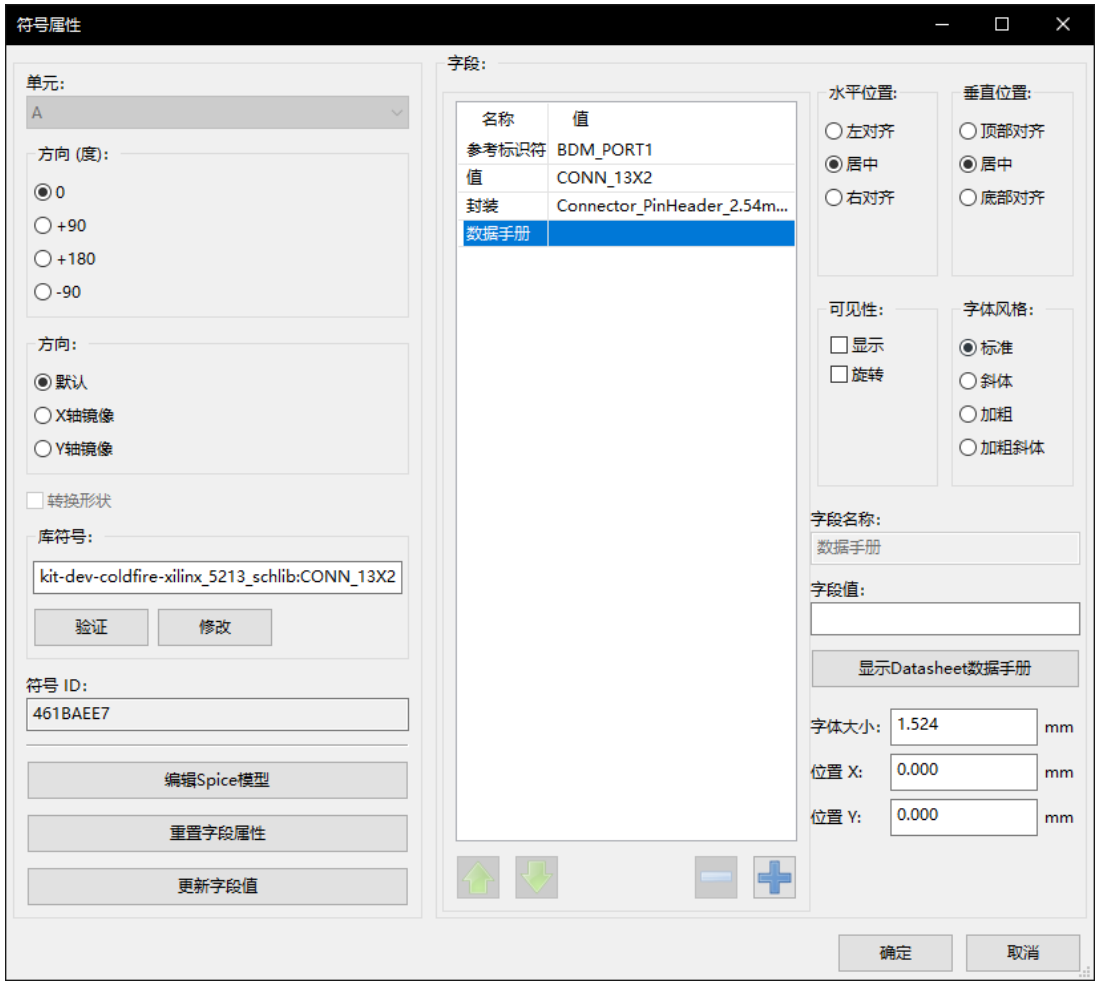 符号属性
单元:
A
方向 (度):
0
+90
+180
-90
方向:
默认
X轴镜像
Y轴镜像
转换形状
库符号:
kit-dev-coldfire-xilinx_5213_schlib:CONN_13X2
验证 修改
符号 ID:
461BAEE7
编辑Spice模型
重置字段属性
更新字段值
字段:
名称 值
参考标识符 BDM_PORT1
值 CONN_13X2
封装 Connector_PinHeader_2.54m...
数据手册
水平位置:
左对齐
居中
右对齐
垂直位置:
顶部对齐
居中
底部对齐
可见性:
显示
旋转
字体风格:
标准
斜体
加粗
加粗斜体
字段名称:
数据手册
字段值:
显示Datasheet数据手册
字体大小: 1.524 mm
位置 X: 0.000 mm
位置 Y: 0.000 mm
确定 取消